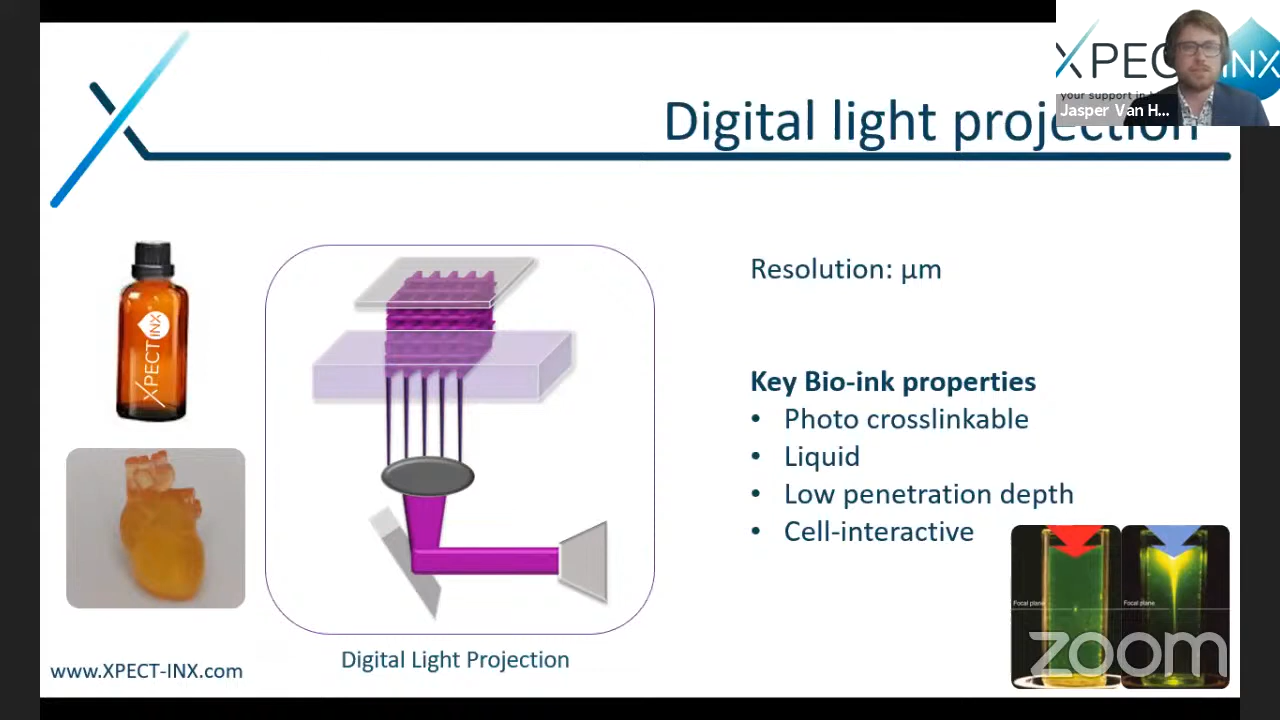 XPECT-INX
your support in b
Jasper Van H...
Digital light projection
XPECT INX
Resolution: µm
Key Bio-ink properties
• Photo crosslinkable
• Liquid
• Low penetration depth
• Cell-interactive
Focal plane
Focal plane
zoom
Digital Light Projection
www.XPECT-INX.com